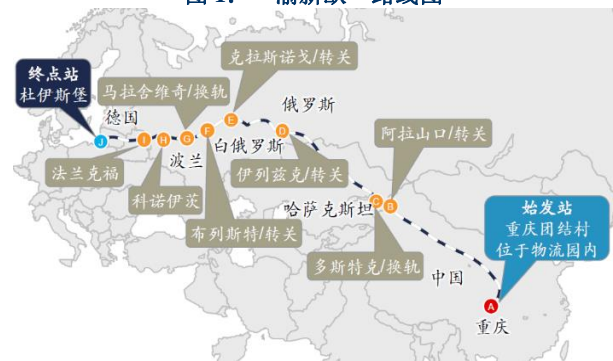 克拉斯诺戈/转关
终点站
杜伊斯堡
马拉舍维奇/换轨
俄罗斯
德国
阿拉山口/转关
J
I
H
G
F
E
D
波兰
白俄罗斯
法兰克福
伊列兹克/转关
科诺伊茨
哈萨克斯坦
C
B
始发站
重庆团结村
位于物流园内
布列斯特/转关
多斯特克/换轨
中国
A
重庆